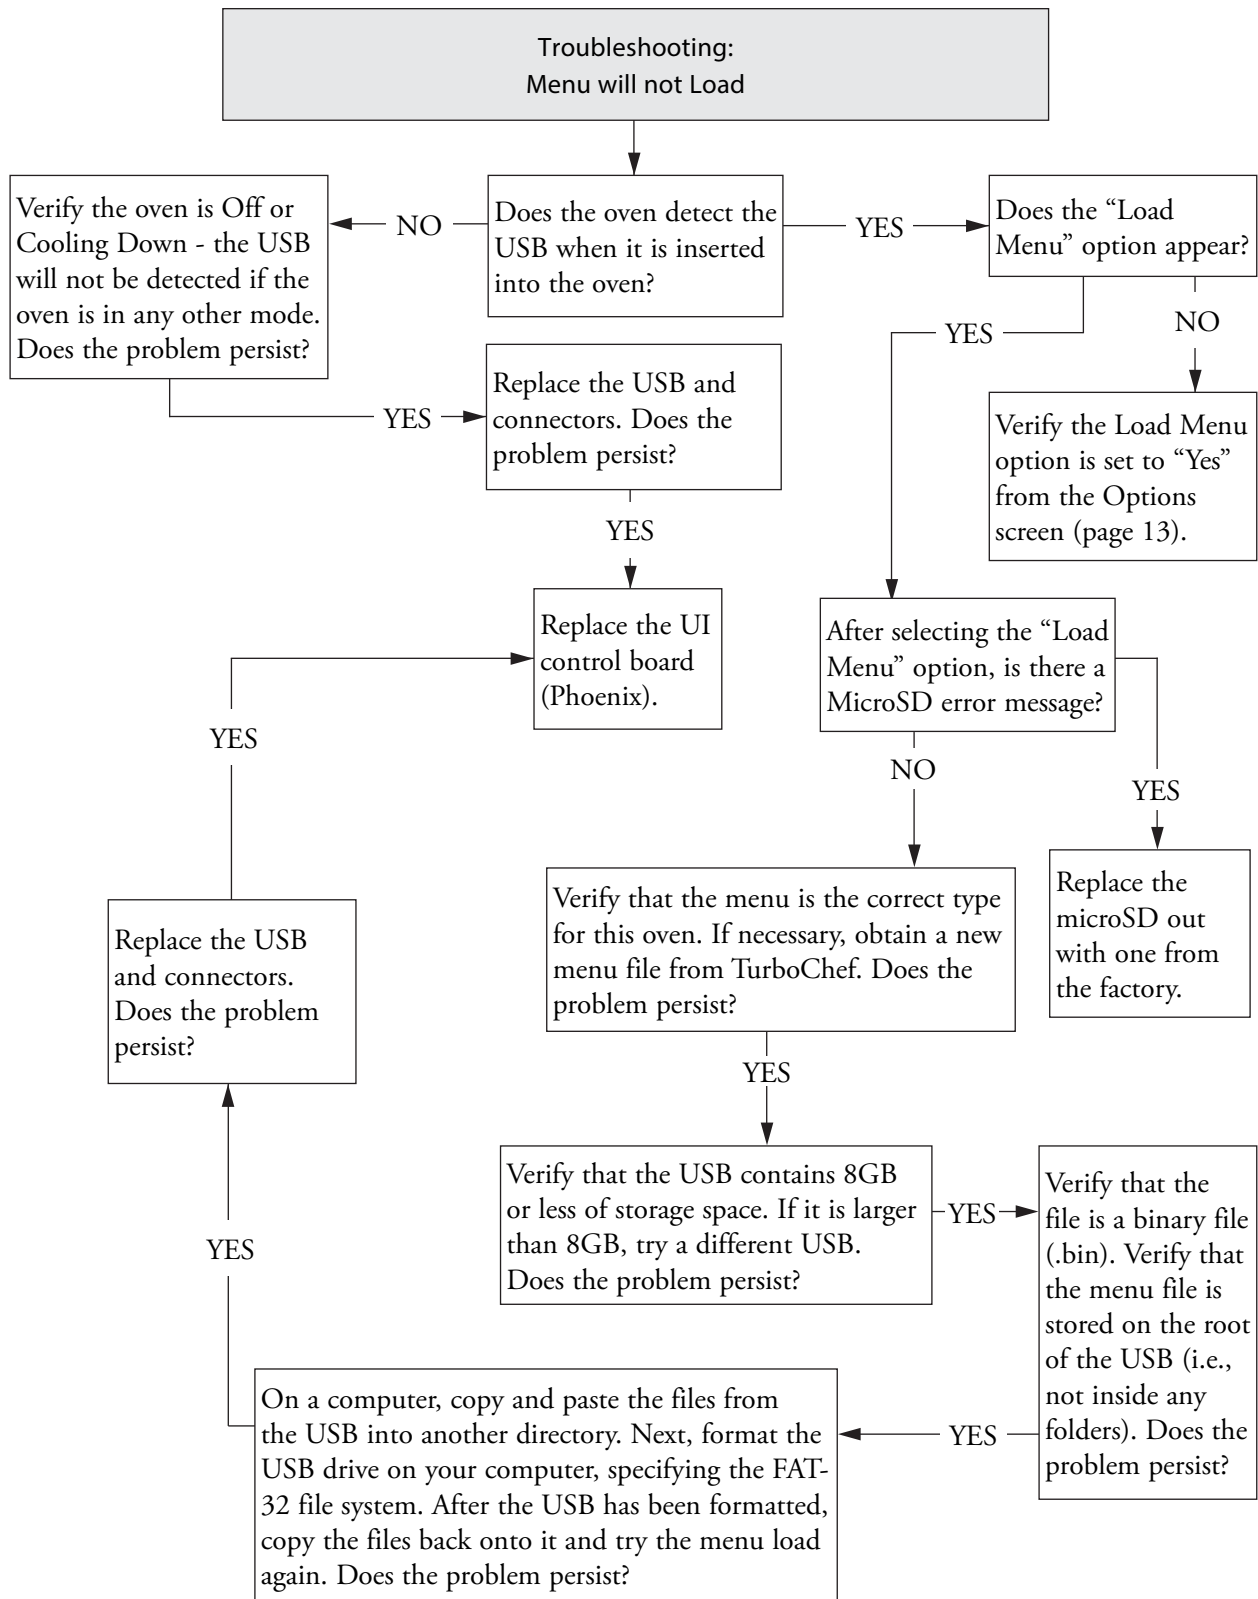 Troubleshooting:
Menu will not Load
Verify the oven is Off or
Cooling Down - the USB
will not be detected if the
oven is in any other mode.
Does the problem persist?
NO
Does the oven detect the
USB when it is inserted
into the oven?
YES
Does the “Load
Menu” option appear?
YES
NO
YES
Replace the USB and
connectors. Does the
problem persist?
Verify the Load Menu
option is set to “Yes”
from the Options
screen (page 13).
YES
Replace the UI
control board
(Phoenix).
After selecting the “Load
Menu” option, is there a
MicroSD error message?
YES
NO
YES
Replace the
microSD out
with one from
the factory.
Verify that the menu is the correct type
for this oven. If necessary, obtain a new
menu file from TurboChef. Does the
problem persist?
Replace the USB
and connectors.
Does the problem
persist?
YES
Verify that the USB contains 8GB
or less of storage space. If it is larger
than 8GB, try a different USB.
Does the problem persist?
YES
Verify that the
file is a binary file
(.bin). Verify that
the menu file is
stored on the root
of the USB (i.e.,
not inside any
folders). Does the
problem persist?
YES
YES
On a computer, copy and paste the files from
the USB into another directory. Next, format the
USB drive on your computer, specifying the FAT-
32 file system. After the USB has been formatted,
copy the files back onto it and try the menu load
again. Does the problem persist?